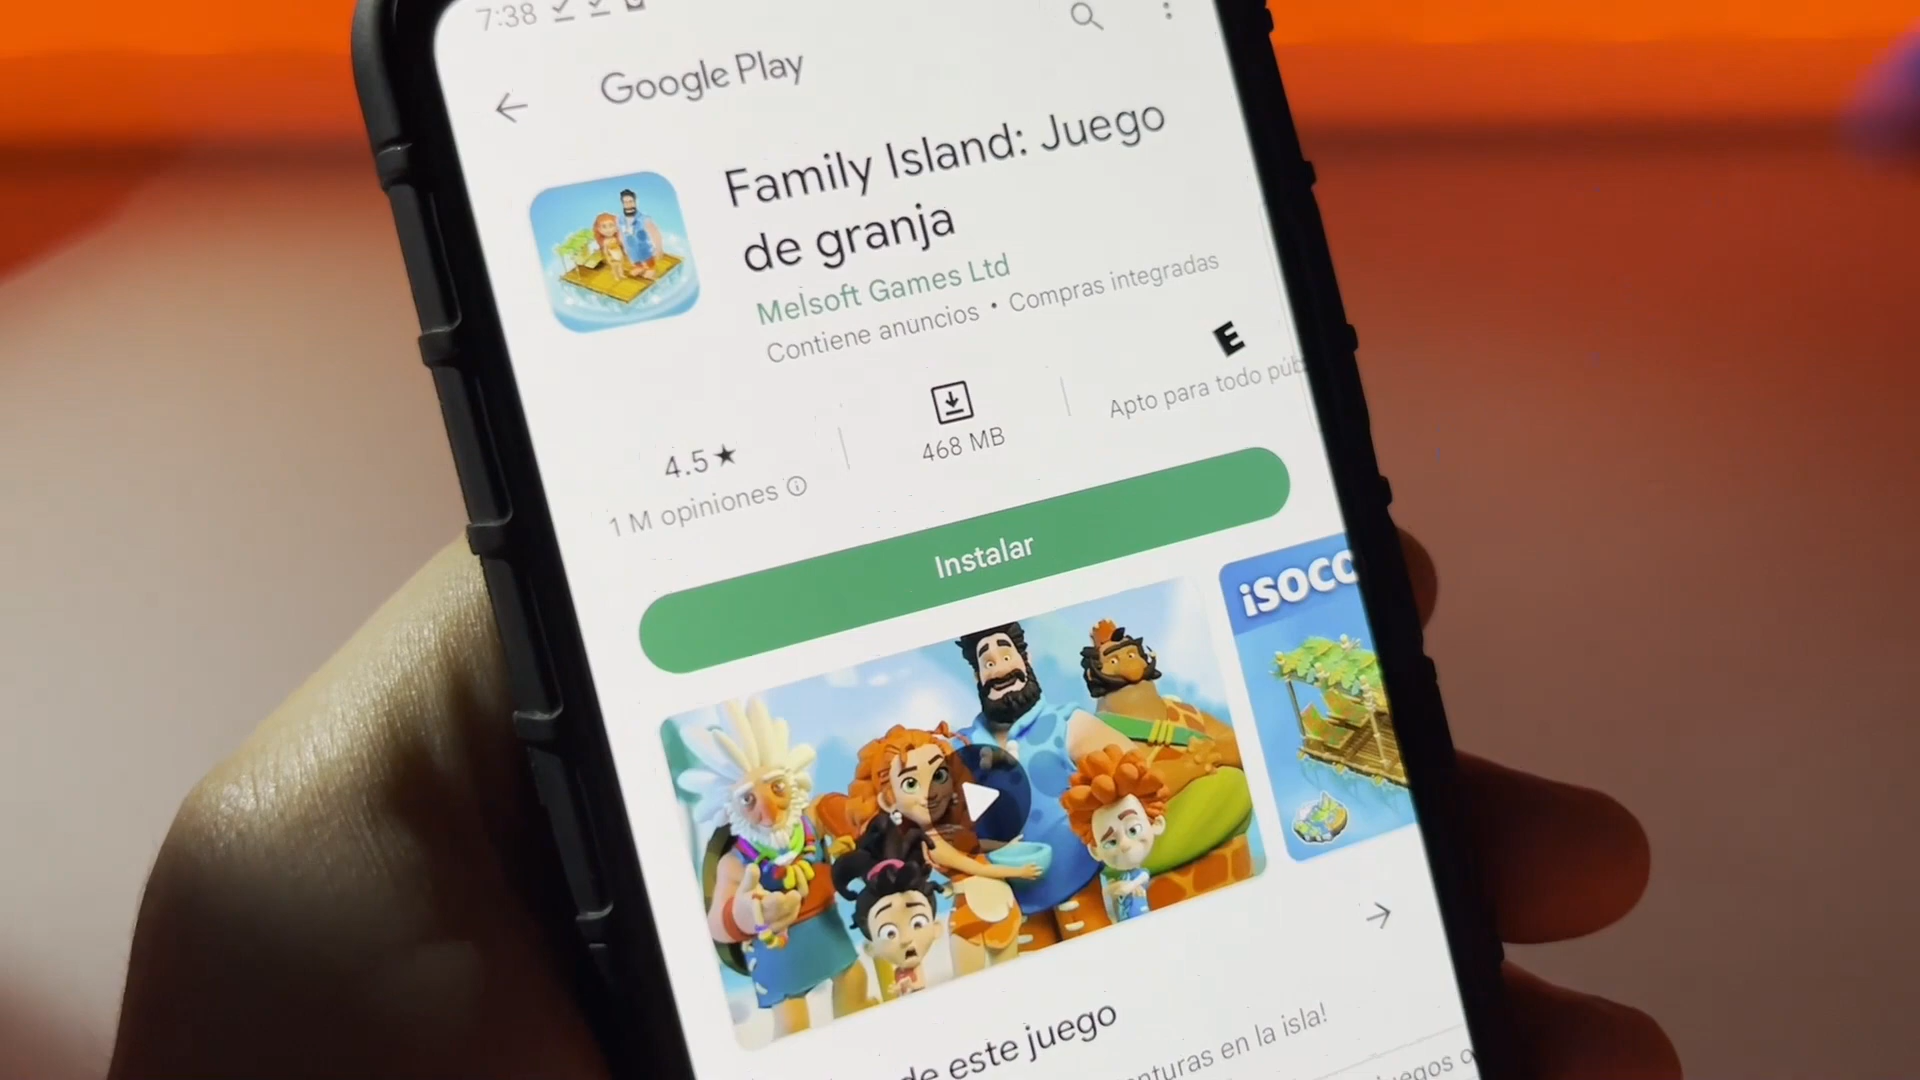 7:38
Google Play
Family Island: Juego
de granja
Melsoft Games Ltd
Contiene anuncios • Compras integradas
4.5★
1 M opiniones
468 MB
E
Apto para todo púb
Instalar
¡SOCO
de este juego
nturas en la isla!
juegos o